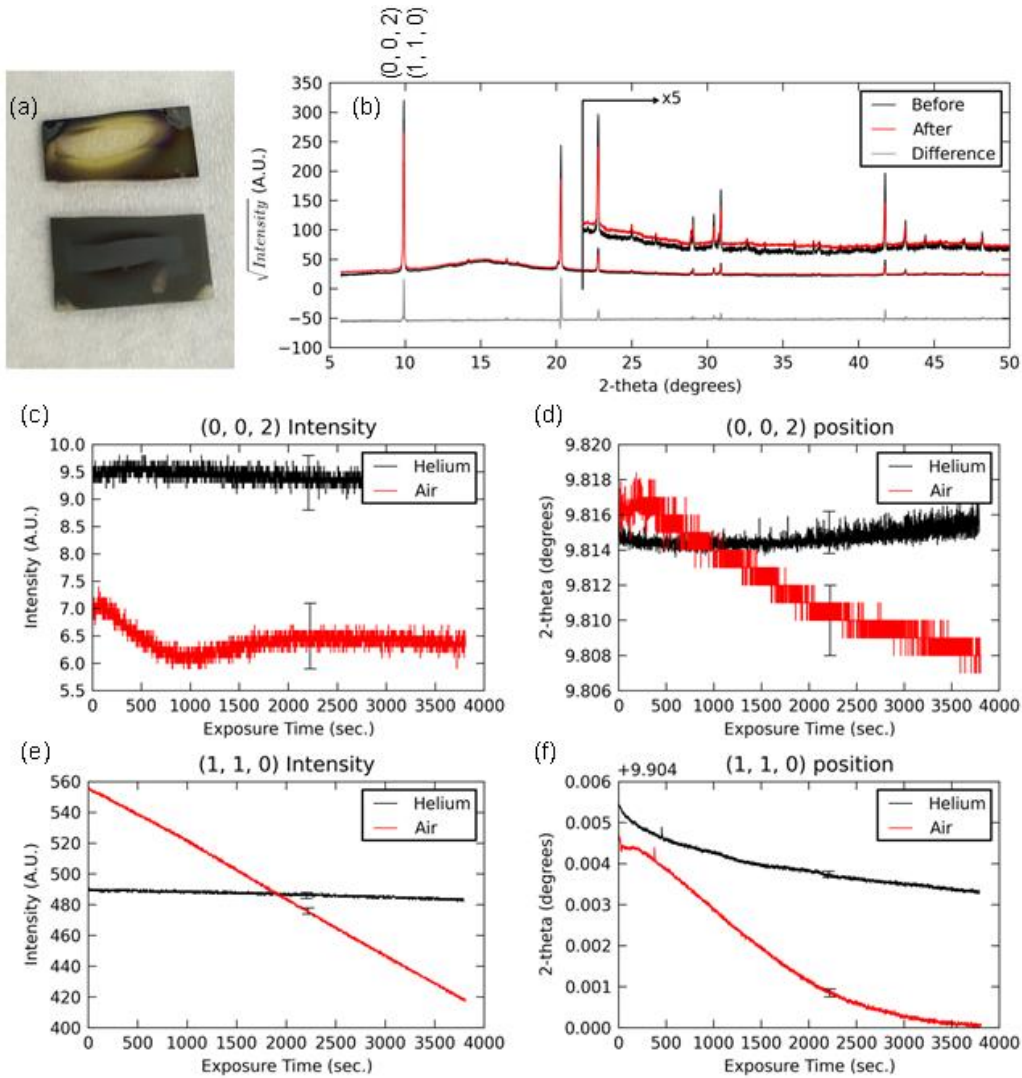 (0, 0, 2)
(1, 1, 0)
(a)
(b)
x5
Before
After
Difference
√Intensity (A.U.)
350
300
250
200
150
100
50
0
−50
−100
5 10 15 20 25 30 35 40 45 50
2-theta (degrees)
(c)
(0, 0, 2) Intensity
Helium
Air
Intensity (A.U.)
10.0
9.5
9.0
8.5
8.0
7.5
7.0
6.5
6.0
5.5
0 500 1000 1500 2000 2500 3000 3500 4000
Exposure Time (sec.)
(d)
(0, 0, 2) position
Helium
Air
2-theta (degrees)
9.820
9.818
9.816
9.814
9.812
9.810
9.808
9.806
0 500 1000 1500 2000 2500 3000 3500 4000
Exposure Time (sec.)
(e)
(1, 1, 0) Intensity
Helium
Air
Intensity (A.U.)
560
540
520
500
480
460
440
420
400
0 500 1000 1500 2000 2500 3000 3500 4000
Exposure Time (sec.)
(f)
(1, 1, 0) position
+9.904
Helium
Air
2-theta (degrees)
0.006
0.005
0.004
0.003
0.002
0.001
0.000
0 500 1000 1500 2000 2500 3000 3500 4000
Exposure Time (sec.)